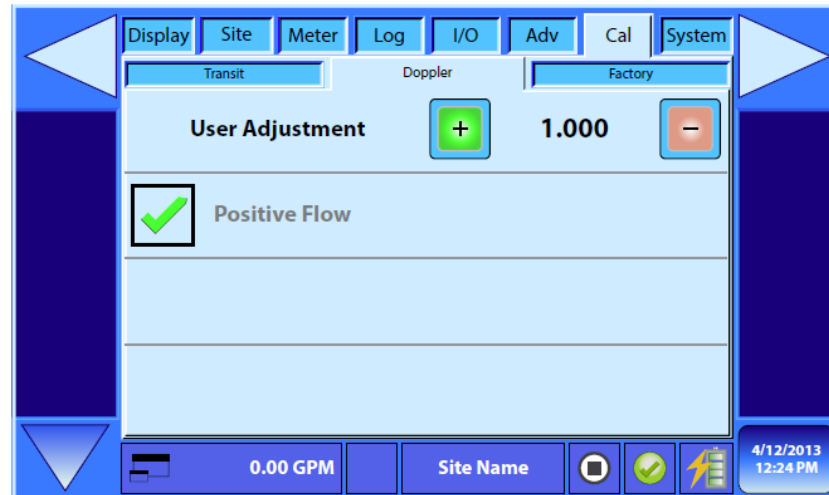 Display Site Meter Log I/O Adv Cal System
Transit Doppler Factory
User Adjustment + 1.000 −
Positive Flow
0.00 GPM Site Name
4/12/2013
12:24 PM